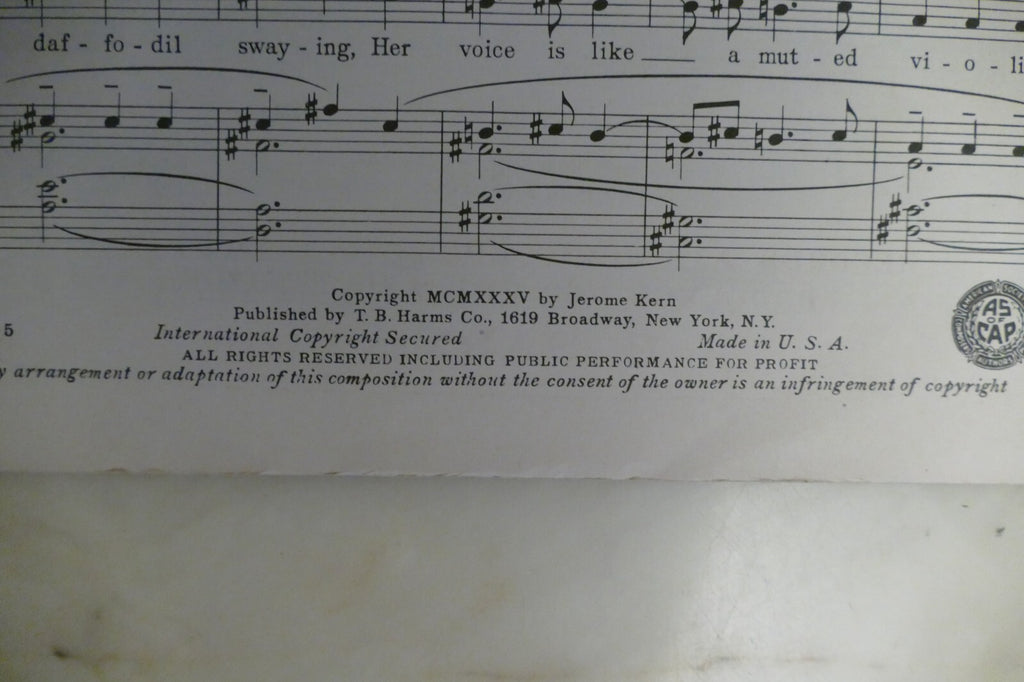 daf - fo - dil sway - ing, Her voice is like ____ a mut - ed vi - o - li
Copyright MCMXXXV by Jerome Kern
Published by T. B. Harms Co., 1619 Broadway, New York, N.Y.
5 International Copyright Secured Made in U. S. A.
ALL RIGHTS RESERVED INCLUDING PUBLIC PERFORMANCE FOR PROFIT
y arrangement or adaptation of this composition without the consent of the owner is an infringement of copyright
AS
OF
CAP